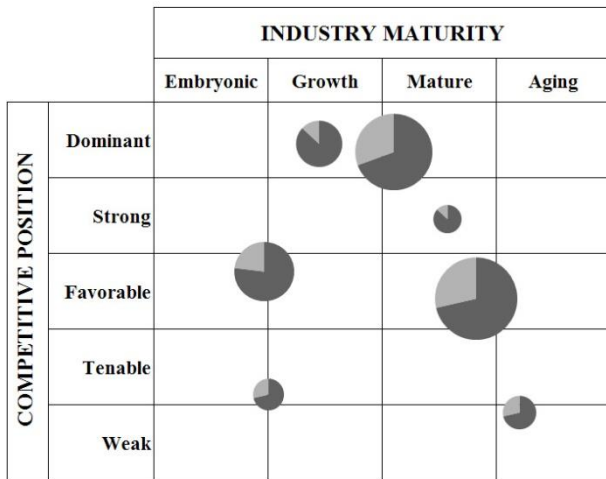 INDUSTRY MATURITY
Embryonic Growth Mature Aging
COMPETITIVE POSITION
Dominant
Strong
Favorable
Tenable
Weak